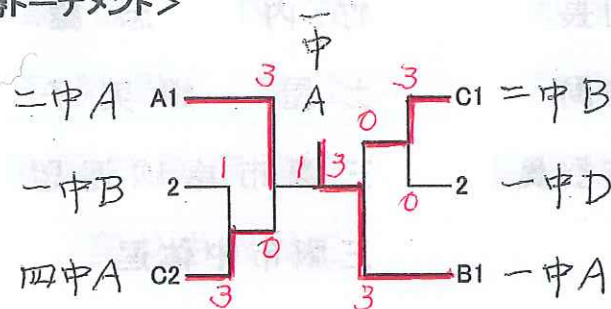 トーナメント>
一中A
3 3
二中A A1 C1 二中B
0
1 1 3
一中B 2 2 一中D
0 0
四中A C2 B1 一中A
3 3